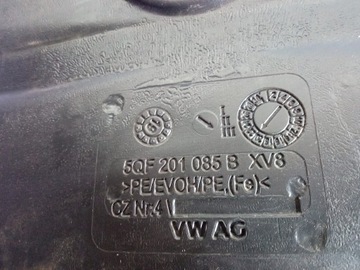 5QF 201 085 B XV8
>PE/EVOH/PE,(Fe)<
CZ Nr.4
VW AG